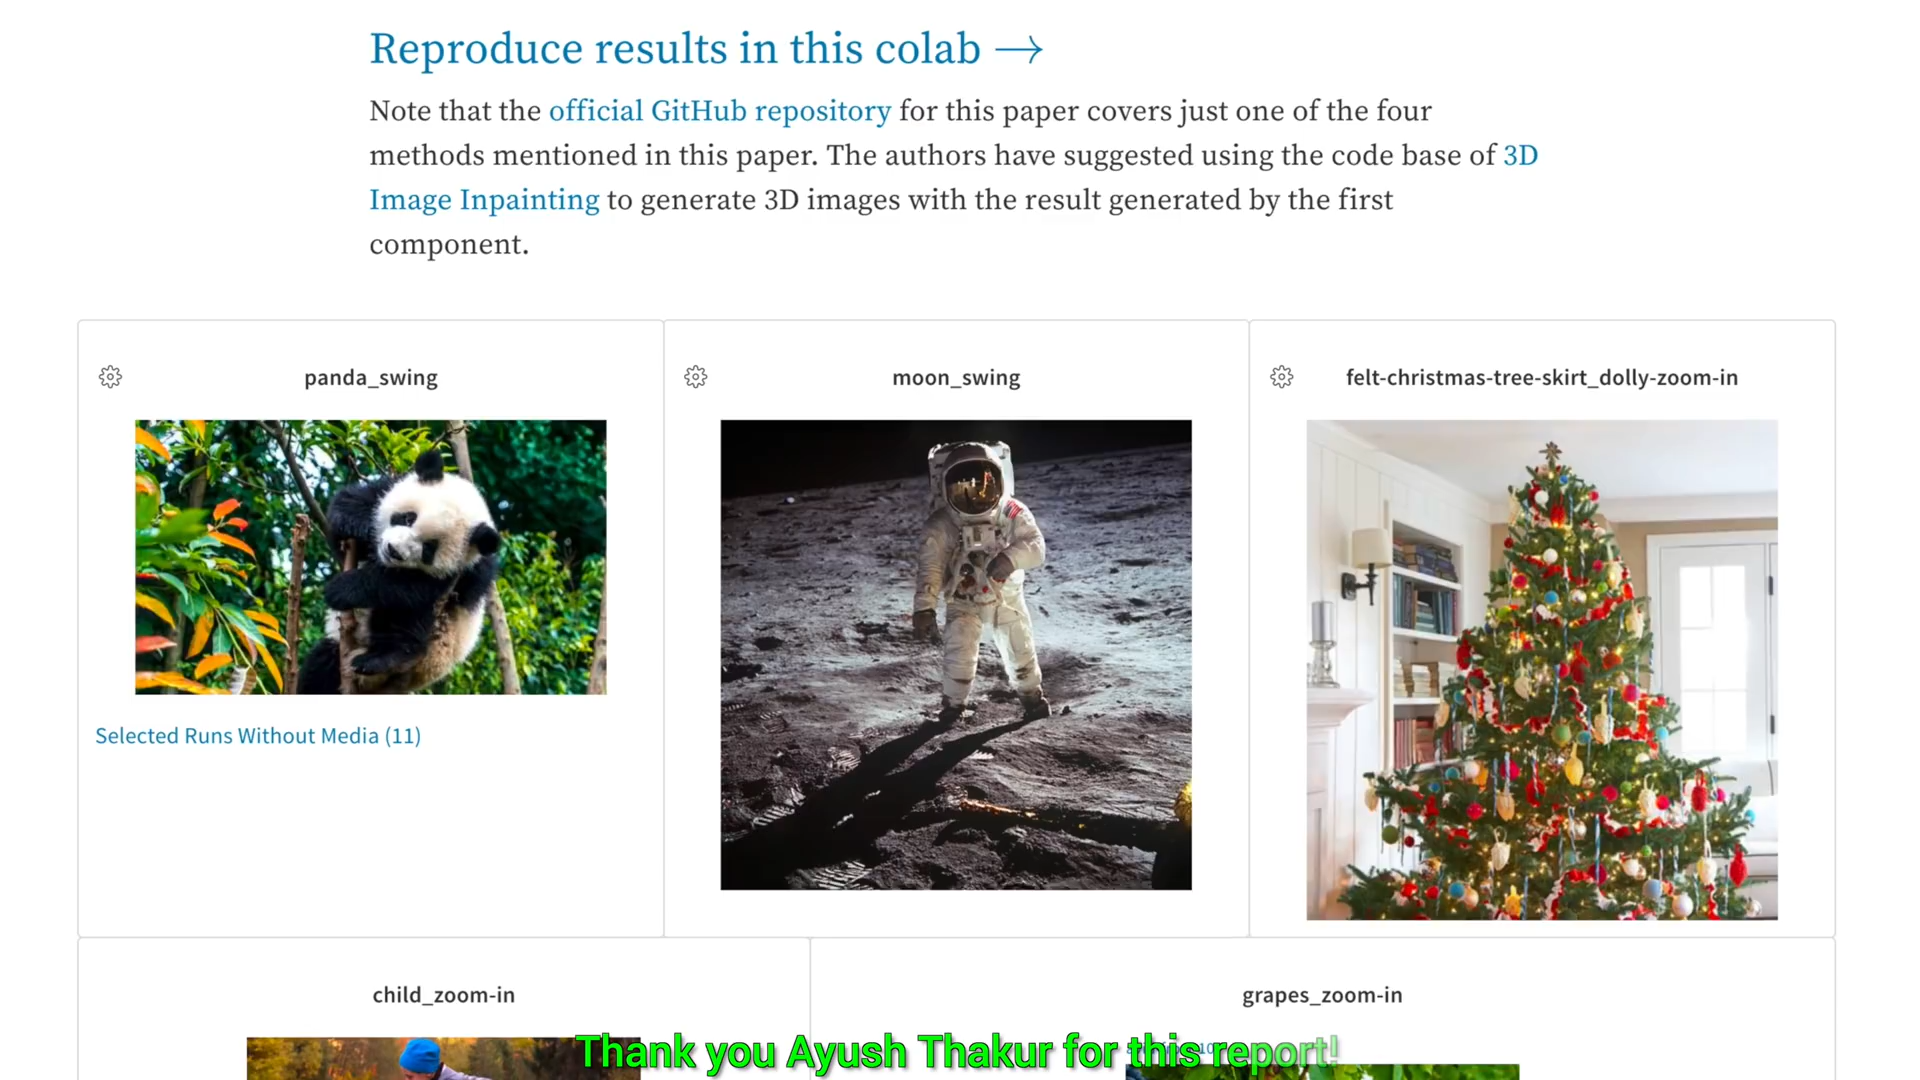 Reproduce results in this colab →
Note that the official GitHub repository for this paper covers just one of the four
methods mentioned in this paper. The authors have suggested using the code base of 3D
Image Inpainting to generate 3D images with the result generated by the first
component.
panda_swing
moon_swing
felt-christmas-tree-skirt_dolly-zoom-in
Selected Runs Without Media (11)
child_zoom-in
grapes_zoom-in
Thank you Ayush Thakur for this report!